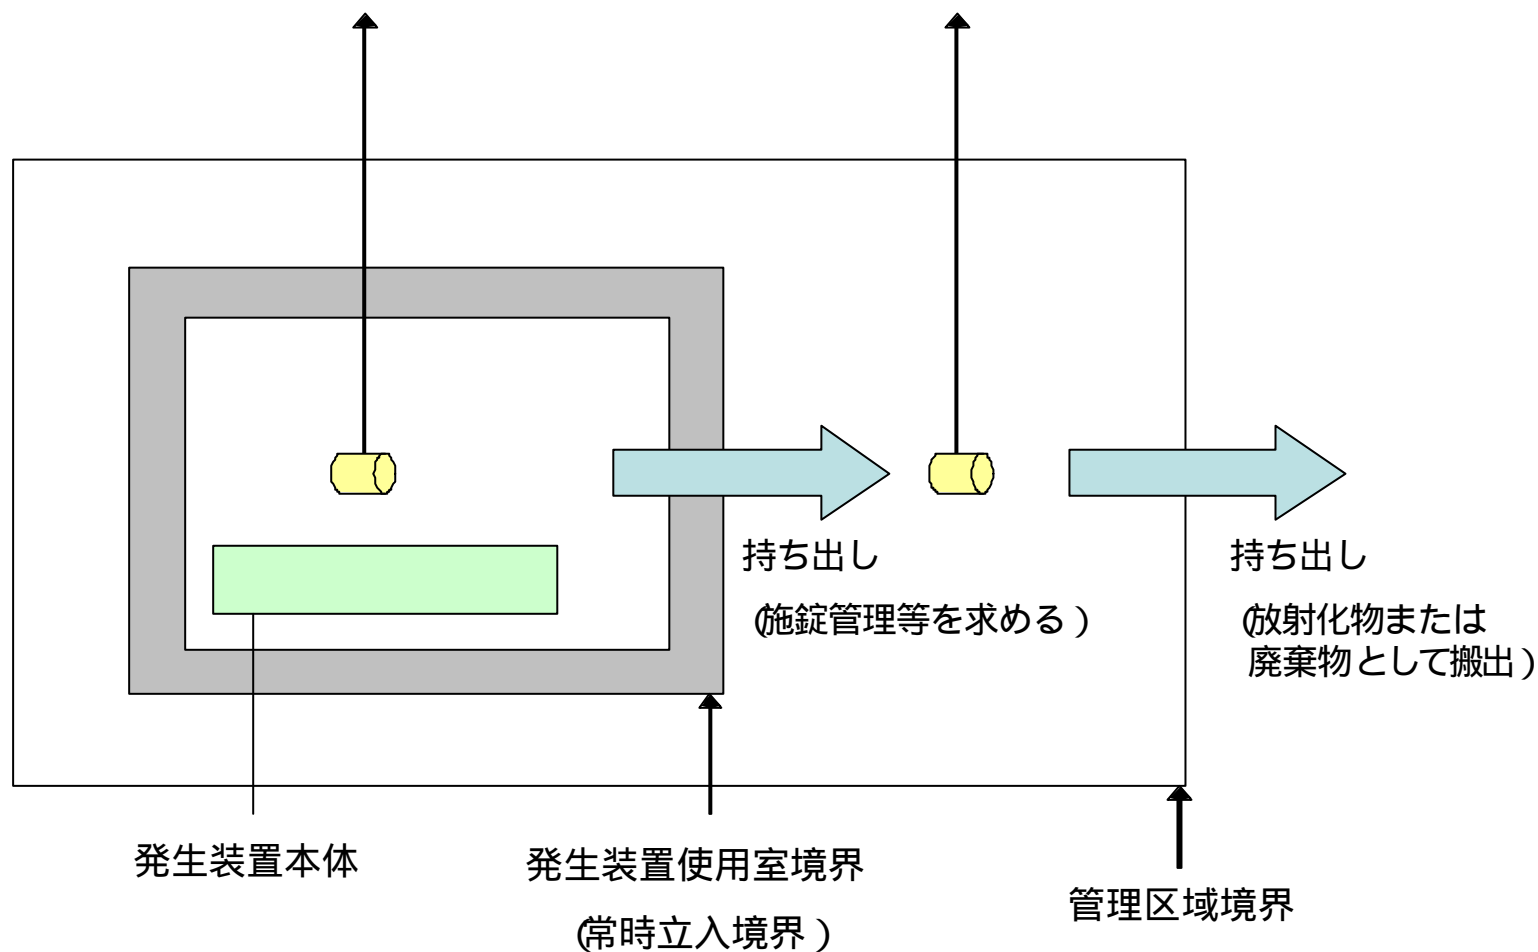 持ち出し
(施錠管理等を求める)
持ち出し
(放射化物または
廃棄物として搬出)
発生装置本体
発生装置使用室境界
(常時立入境界)
管理区域境界